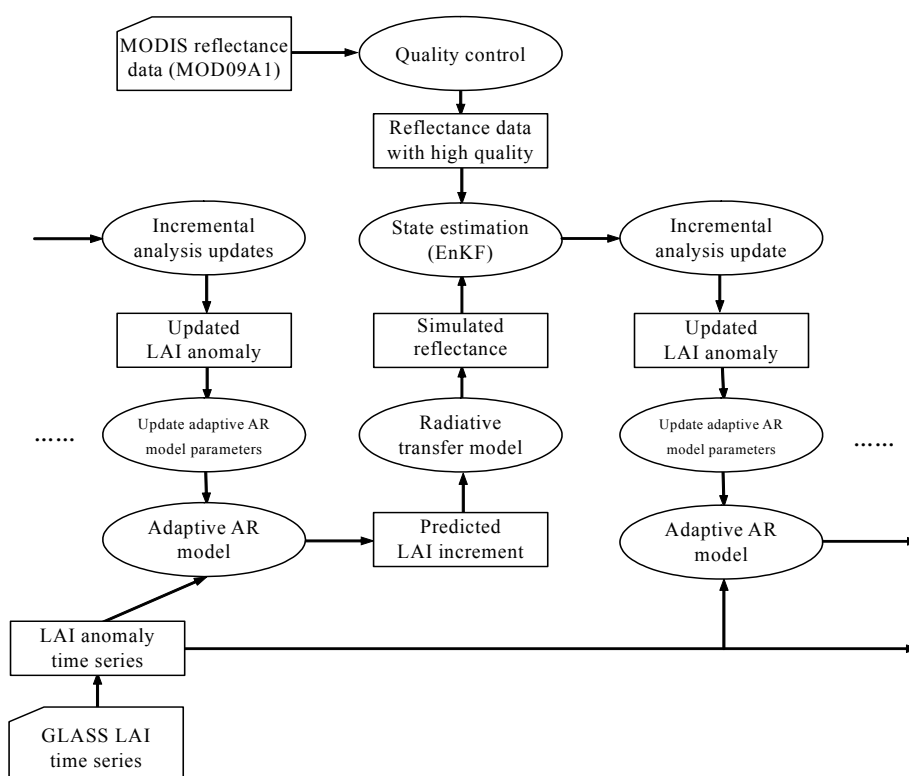 MODIS reflectance
data (MOD09A1)
Quality control
Reflectance data
with high quality
Incremental
analysis updates
State estimation
(EnKF)
Incremental
analysis update
Updated
LAI anomaly
Simulated
reflectance
Updated
LAI anomaly
......
Update adaptive AR
model parameters
Radiative
transfer model
Update adaptive AR
model parameters
......
Adaptive AR
model
Predicted
LAI increment
Adaptive AR
model
LAI anomaly
time series
GLASS LAI
time series